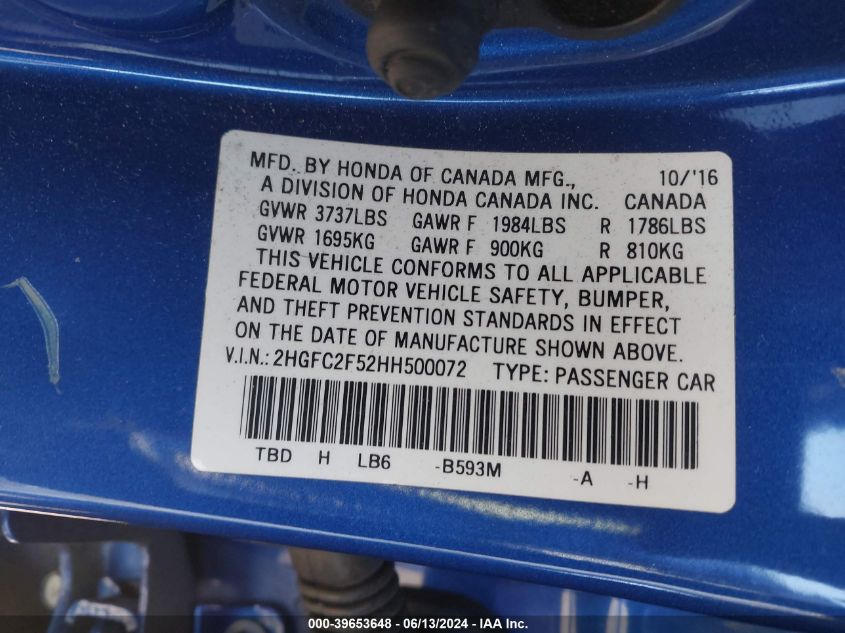 MFD. BY HONDA OF CANADA MFG., 10/'16
A DIVISION OF HONDA CANADA INC. CANADA
GVWR 3737LBS GAWR F 1984LBS R 1786LBS
GVWR 1695KG GAWR F 900KG R 810KG
THIS VEHICLE CONFORMS TO ALL APPLICABLE
FEDERAL MOTOR VEHICLE SAFETY, BUMPER,
AND THEFT PREVENTION STANDARDS IN EFFECT
ON THE DATE OF MANUFACTURE SHOWN ABOVE.
V.I.N.: 2HGFC2F52HH500072 TYPE: PASSENGER CAR
TBD H LB6 -B593M -A -H
000-39653648 - 06/13/2024 - IAA Inc.